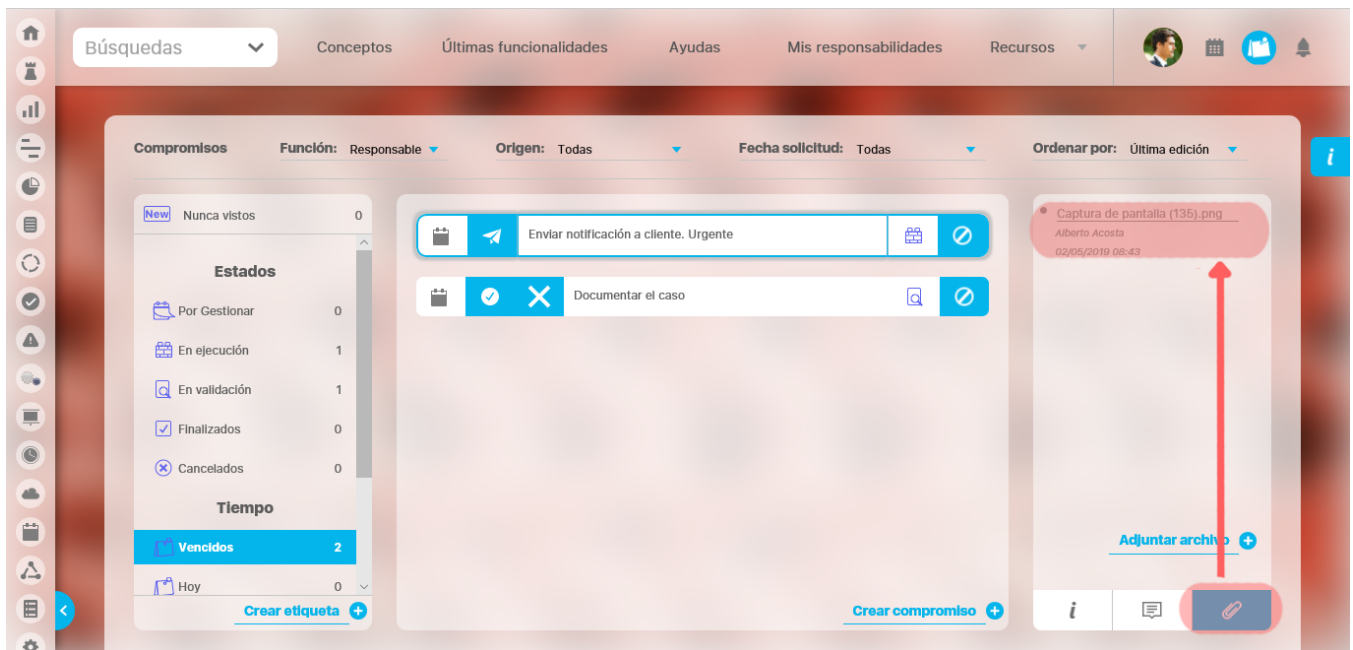 Búsquedas
Conceptos
Últimas funcionalidades
Ayudas
Mis responsabilidades
Recursos
Compromisos
Función: Responsable
Origen: Todas
Fecha solicitud: Todas
Ordenar por: Última edición
i
New Nunca vistos 0
Estados
Por Gestionar 0
En ejecución 1
En validación 1
Finalizados 0
Cancelados 0
Tiempo
Vencidos 2
Hoy 0
Crear etiqueta
Enviar notificación a cliente. Urgente
Documentar el caso
Crear compromiso
Captura de pantalla (135).png
Alberto Acosta
02/05/2019 08:43
Adjuntar archivo
i